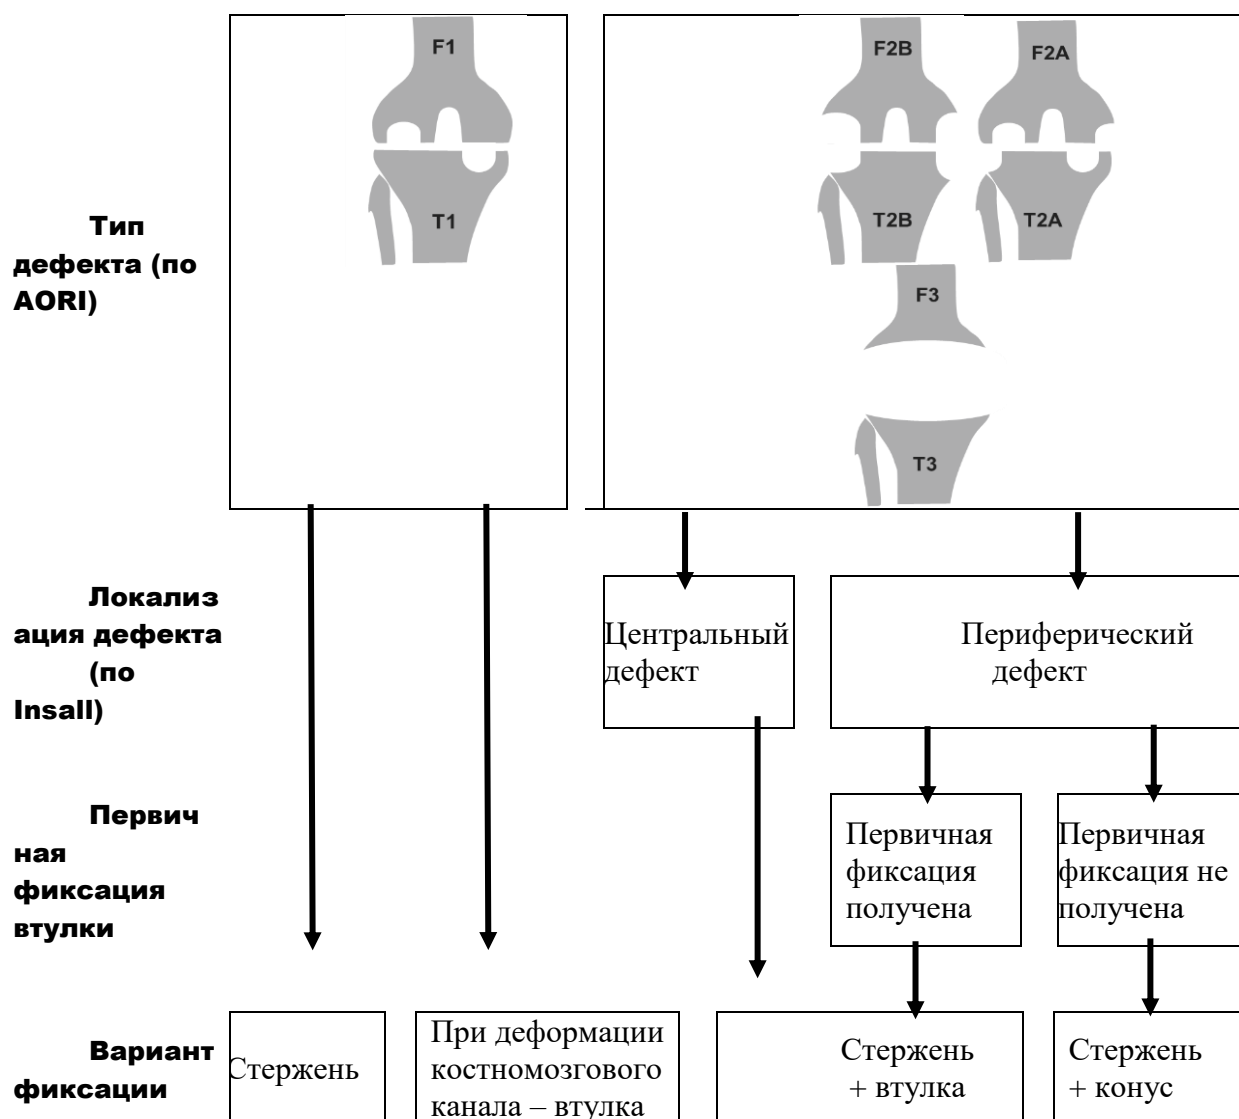 Тип
дефекта (по
AORI)
F1
T1
F2B
F2A
T2B
T2A
F3
T3
Локализ
ация дефекта
(по
Insall)
Центральный
дефект
Периферический
дефект
Первич
ная
фиксация
втулки
Первичная
фиксация
получена
Первичная
фиксация не
получена
Вариант
фиксации
Стержень
При деформации
костномозгового
канала – втулка
Стержень
+ втулка
Стержень
+ конус